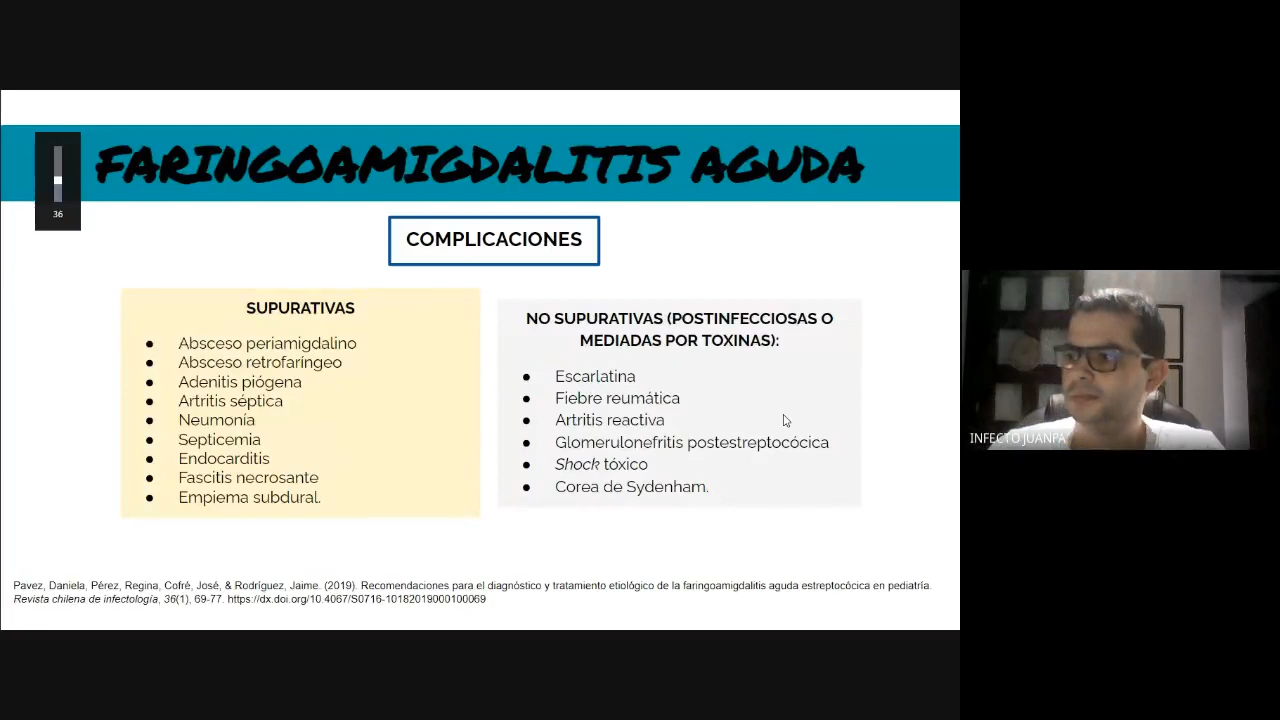 FARINGOAMIGDALITIS AGUDA
36
COMPLICACIONES
SUPURATIVAS
● Absceso periamigdalino
● Absceso retrofaríngeo
● Adenitis piógena
● Artritis séptica
● Neumonía
● Septicemia
● Endocarditis
● Fascitis necrosante
● Empiema subdural.
NO SUPURATIVAS (POSTINFECCIOSAS O
MEDIADAS POR TOXINAS):
● Escarlatina
● Fiebre reumática
● Artritis reactiva
● Glomerulonefritis postestreptocócica
● Shock tóxico
● Corea de Sydenham.
INFECTO JUANPA
Pavez, Daniela, Pérez, Regina, Cofré, José, & Rodríguez, Jaime. (2019). Recomendaciones para el diagnóstico y tratamiento etiológico de la faringoamigdalitis aguda estreptocócica en pediatría.
Revista chilena de infectología, 36(1), 69-77. https://dx.doi.org/10.4067/S0716-10182019000100069